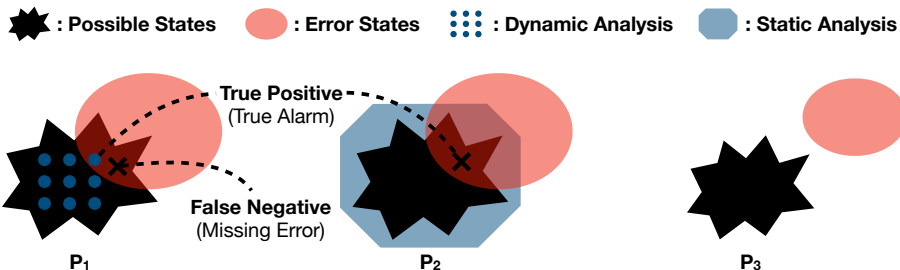 : Possible States : Error States : Dynamic Analysis : Static Analysis
True Positive
(True Alarm)
False Negative
(Missing Error)
P₁ P₂ P₃